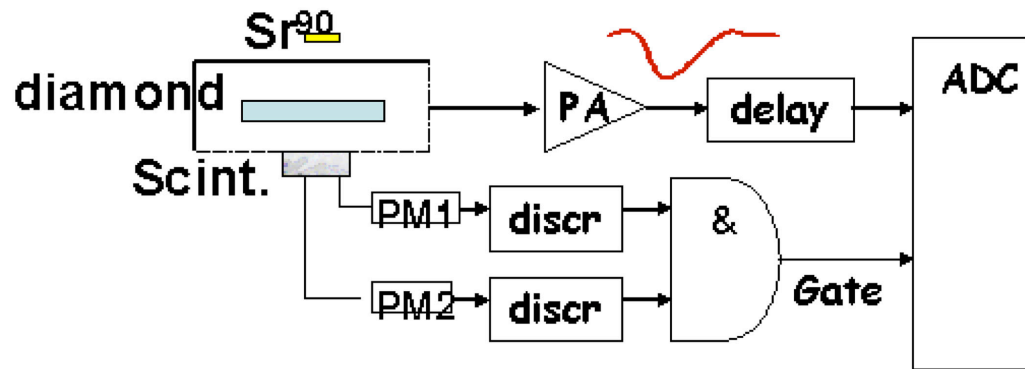 Sr90
diamond
Scint.
PA
delay
ADC
PM1
discr
&
PM2
discr
Gate